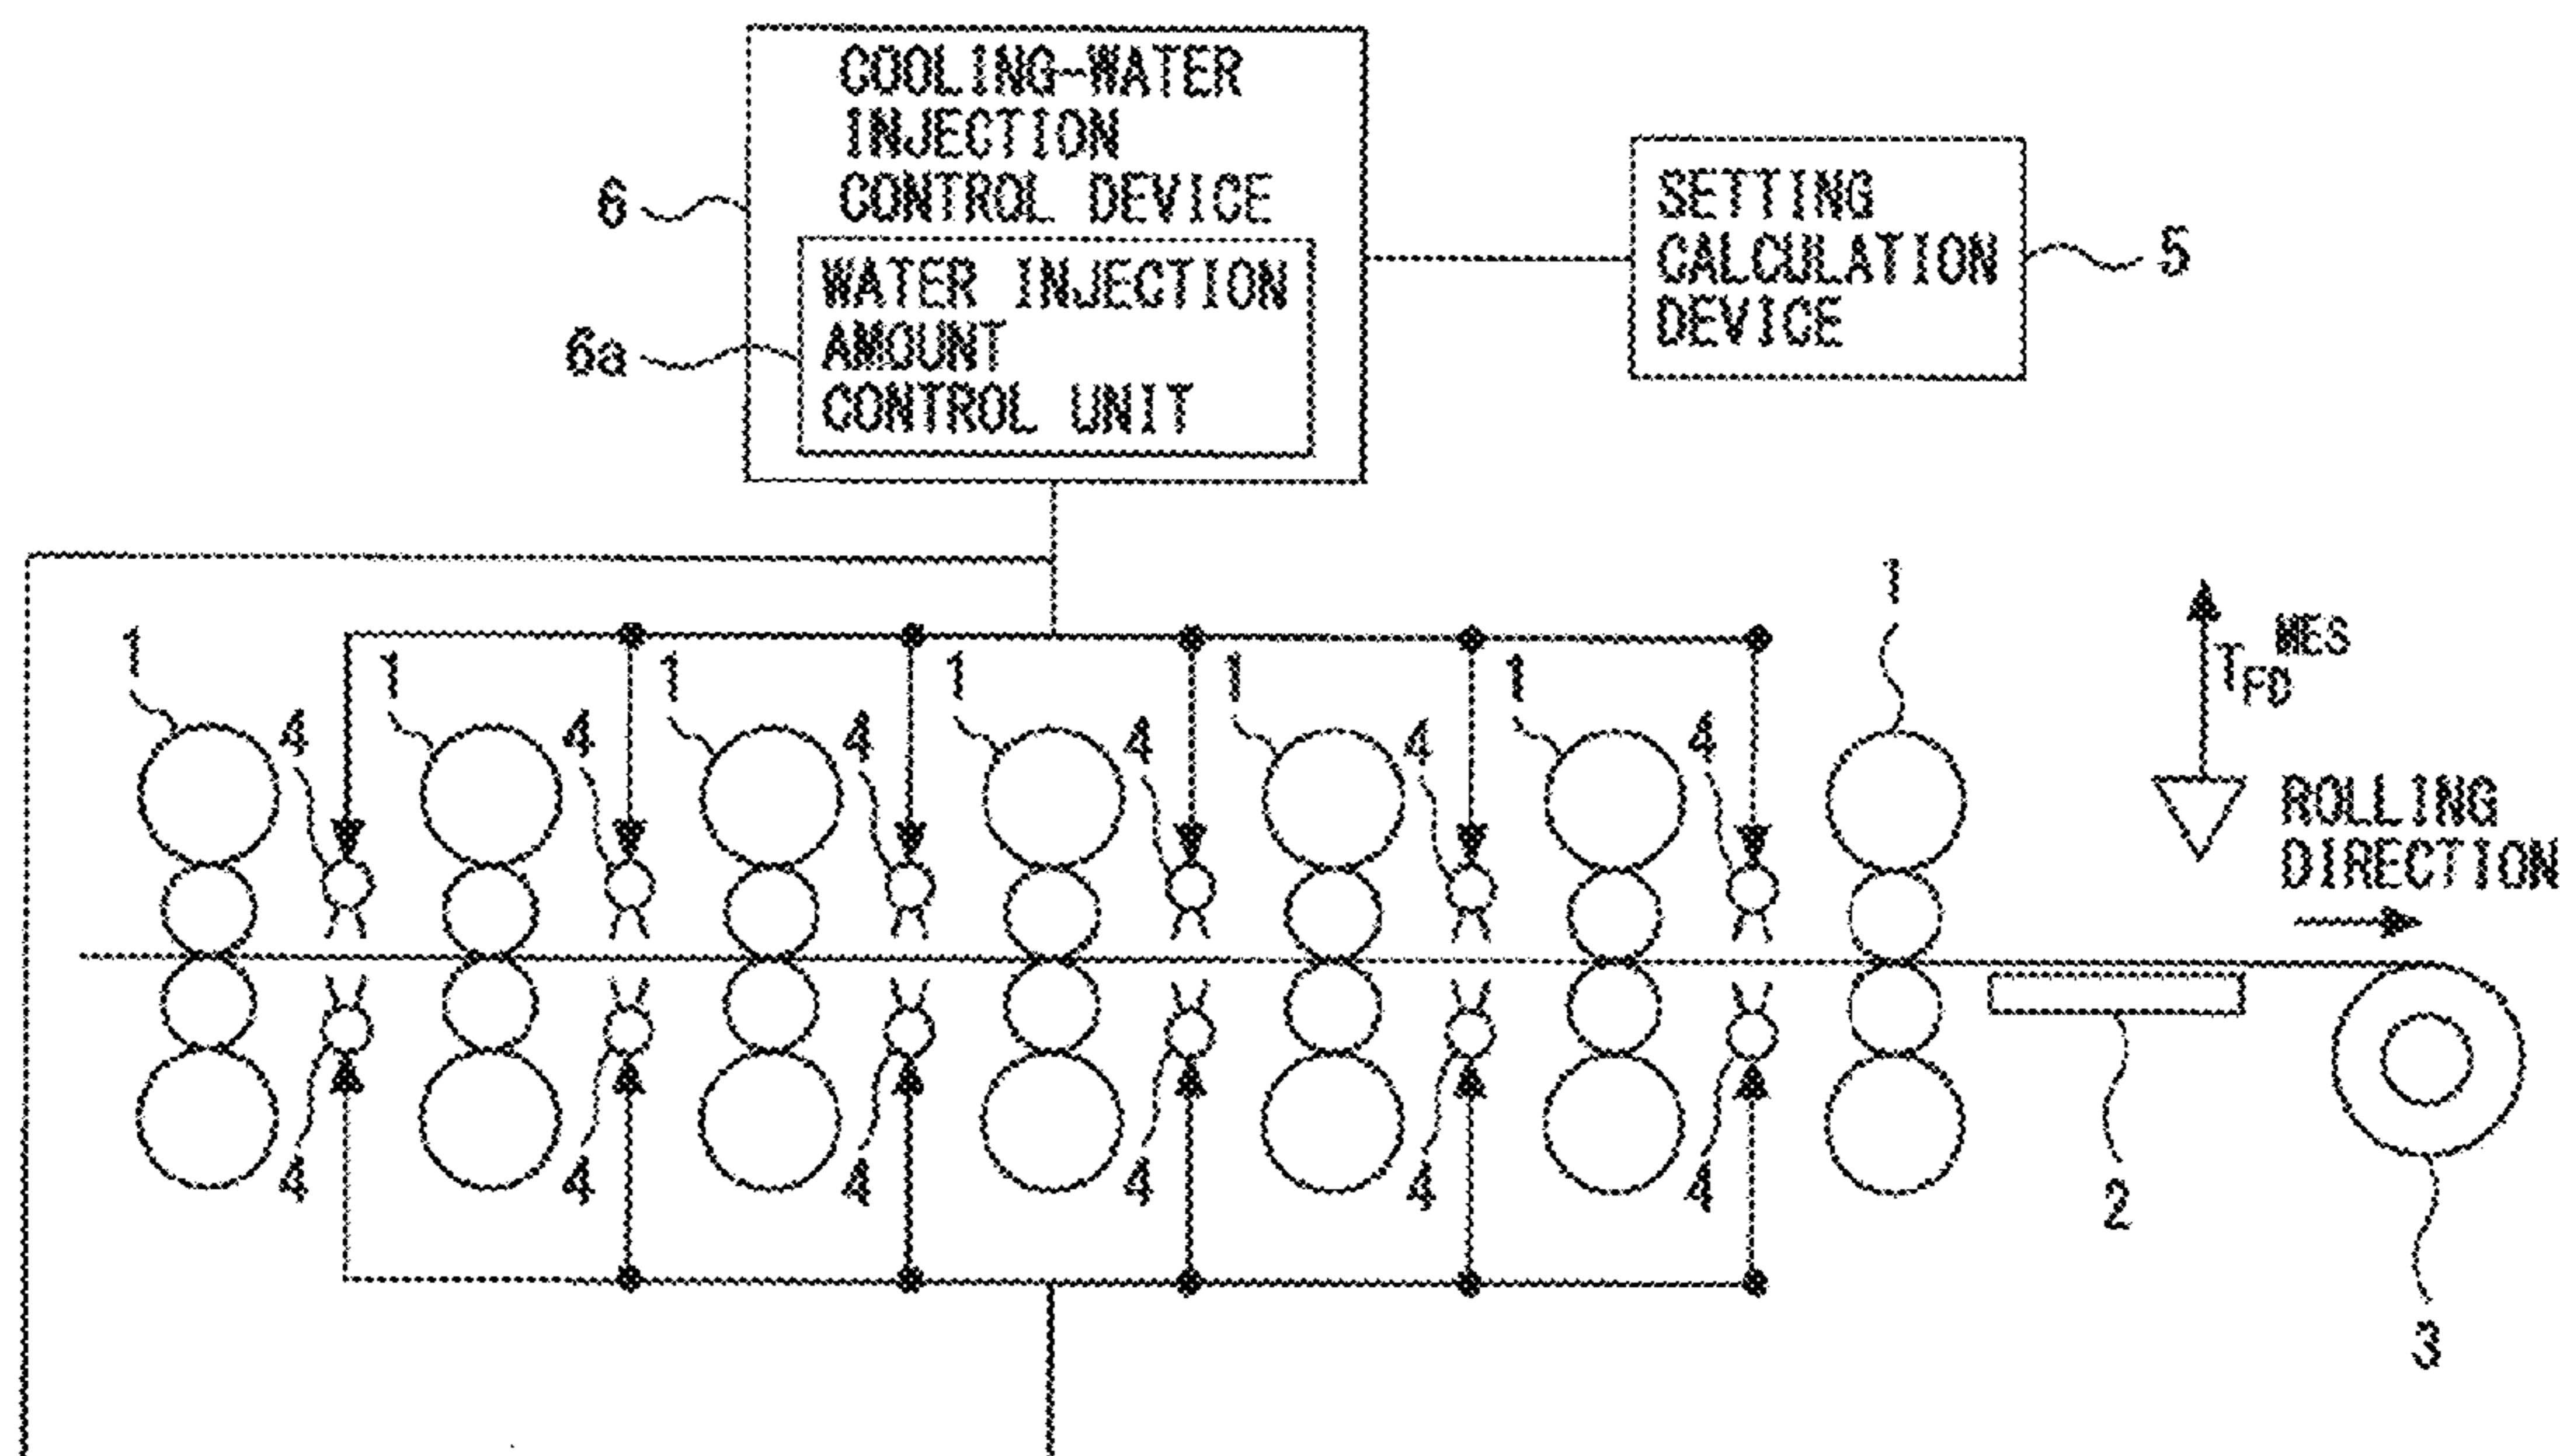 COOLING-WATER
INJECTION
CONTROL DEVICE
6
SETTING
CALCULATION
DEVICE
5
WATER INJECTION
AMOUNT
CONTROL UNIT
6a
1
1
1
1
1
1
1
T_FD^MES
4
4
4
4
4
4
ROLLING
DIRECTION
4
4
4
4
4
4
2
3